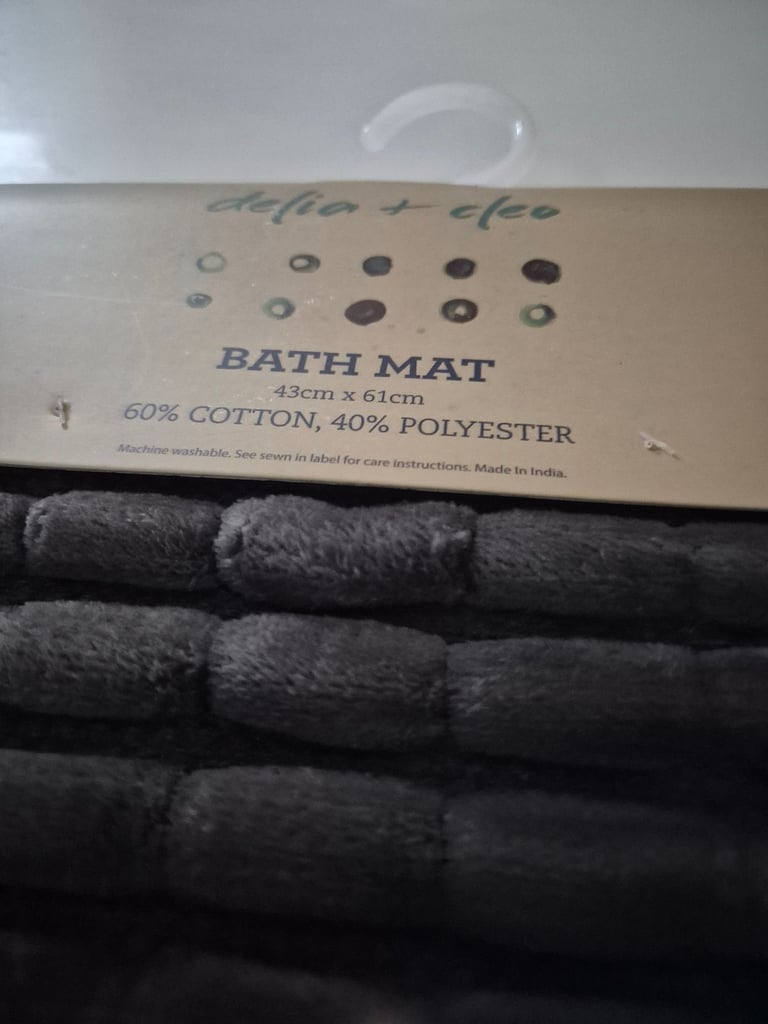 delia + cleo
BATH MAT
43cm x 61cm
60% COTTON, 40% POLYESTER
Machine washable. See sewn in label for care instructions. Made In India.